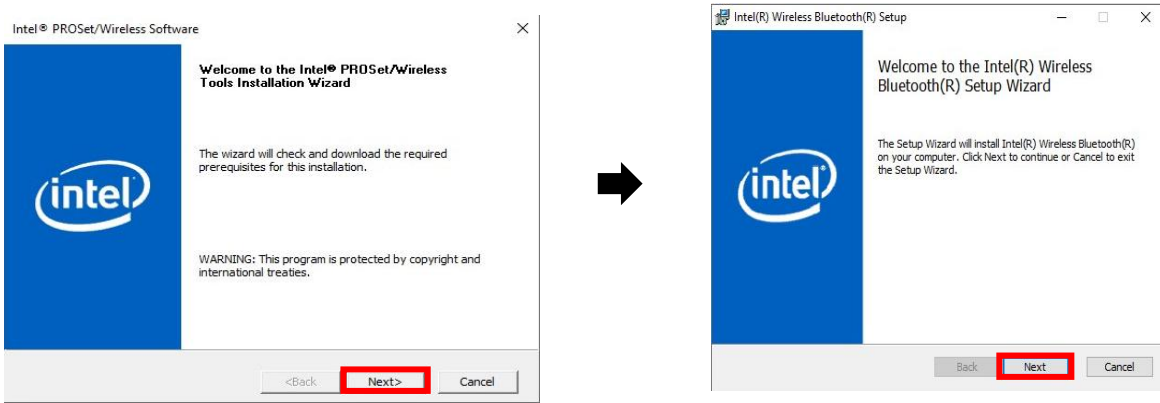 Intel® PROSet/Wireless Software
Welcome to the Intel® PROSet/Wireless
Tools Installation Wizard
The wizard will check and download the required
prerequisites for this installation.
WARNING: This program is protected by copyright and
international treaties.
intel
<Back
Next>
Cancel
Intel(R) Wireless Bluetooth(R) Setup
Welcome to the Intel(R) Wireless
Bluetooth(R) Setup Wizard
The Setup Wizard will install Intel(R) Wireless Bluetooth(R)
on your computer. Click Next to continue or Cancel to exit
the Setup Wizard.
intel
Back
Next
Cancel